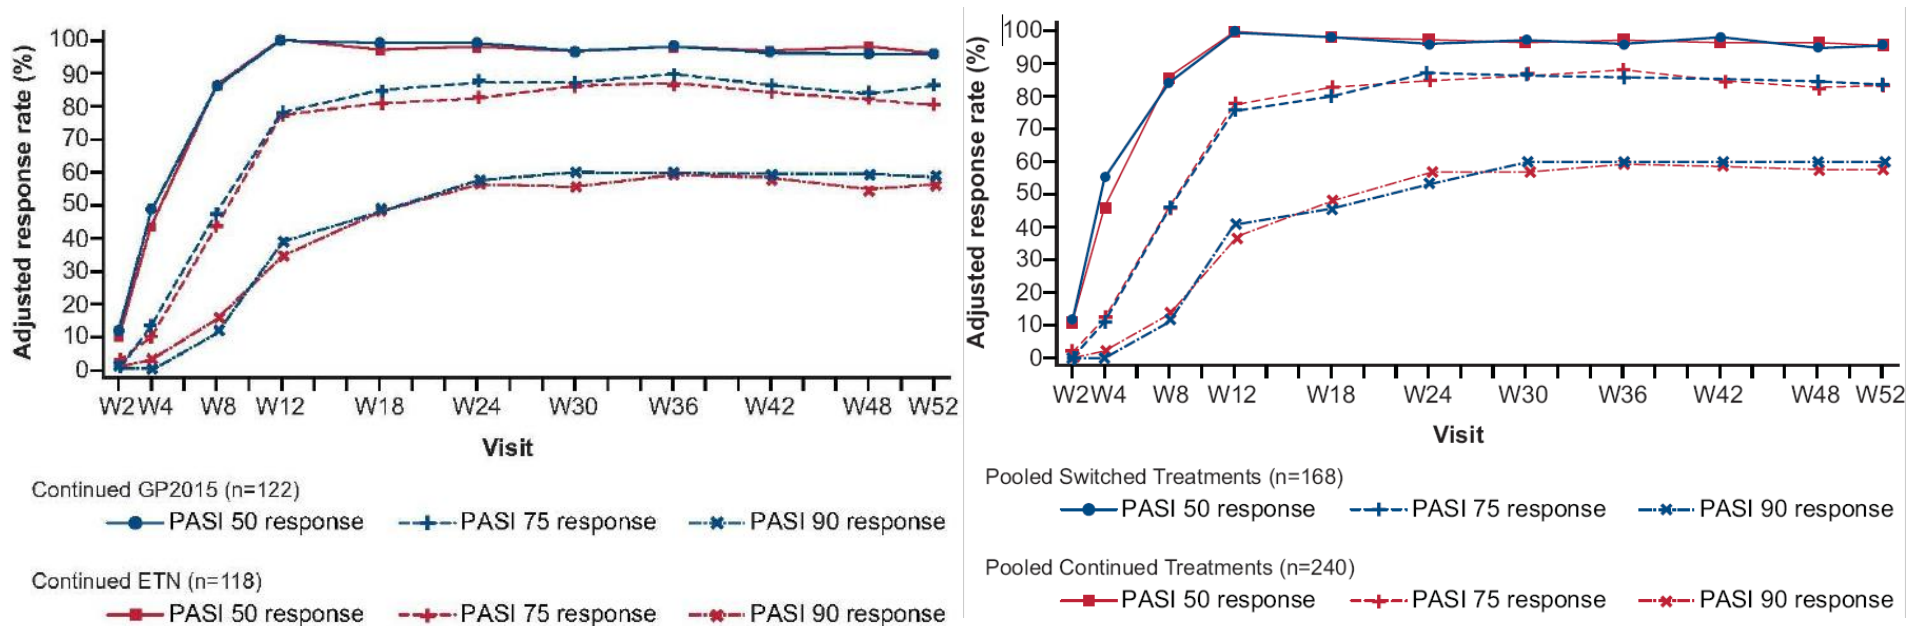 Adjusted response rate (%)
100
90
80
70
60
50
40
30
20
10
0
W2 W4 W8 W12 W18 W24 W30 W36 W42 W48 W52
Visit
Continued GP2015 (n=122)
PASI 50 response PASI 75 response PASI 90 response
Continued ETN (n=118)
PASI 50 response PASI 75 response PASI 90 response
Adjusted response rate (%)
100
90
80
70
60
50
40
30
20
10
0
W2 W4 W8 W12 W18 W24 W30 W36 W42 W48 W52
Visit
Pooled Switched Treatments (n=168)
PASI 50 response PASI 75 response PASI 90 response
Pooled Continued Treatments (n=240)
PASI 50 response PASI 75 response PASI 90 response